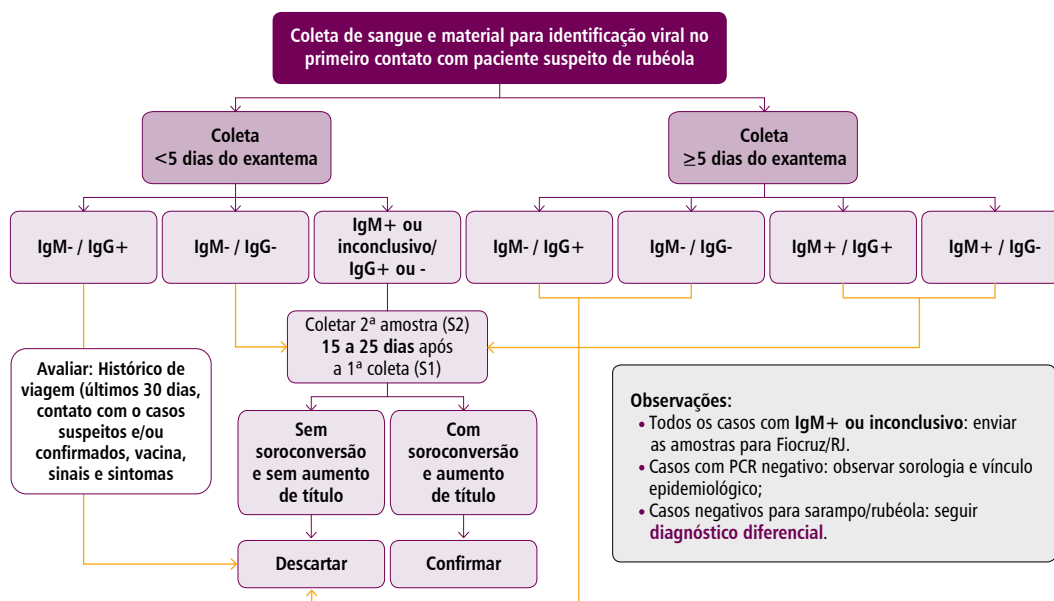 Coleta de sangue e material para identificação viral no
primeiro contato com paciente suspeito de rubéola
Coleta
<5 dias do exantema
Coleta
≥5 dias do exantema
IgM- / IgG+
IgM- / IgG-
IgM+ ou
inconclusivo/
IgG+ ou -
IgM- / IgG+
IgM- / IgG-
IgM+ / IgG+
IgM+ / IgG-
Coletar 2ª amostra (S2)
15 a 25 dias após
a 1ª coleta (S1)
Avaliar: Histórico de
viagem (últimos 30 dias,
contato com o casos
suspeitos e/ou
confirmados, vacina,
sinais e sintomas
Sem
soroconversão
e sem aumento
de título
Com
soroconversão
e aumento
de título
Descartar
Confirmar
Observações:
• Todos os casos com IgM+ ou inconclusivo: enviar
as amostras para Fiocruz/RJ.
• Casos com PCR negativo: observar sorologia e vínculo
epidemiológico;
• Casos negativos para sarampo/rubéola: seguir
diagnóstico diferencial.